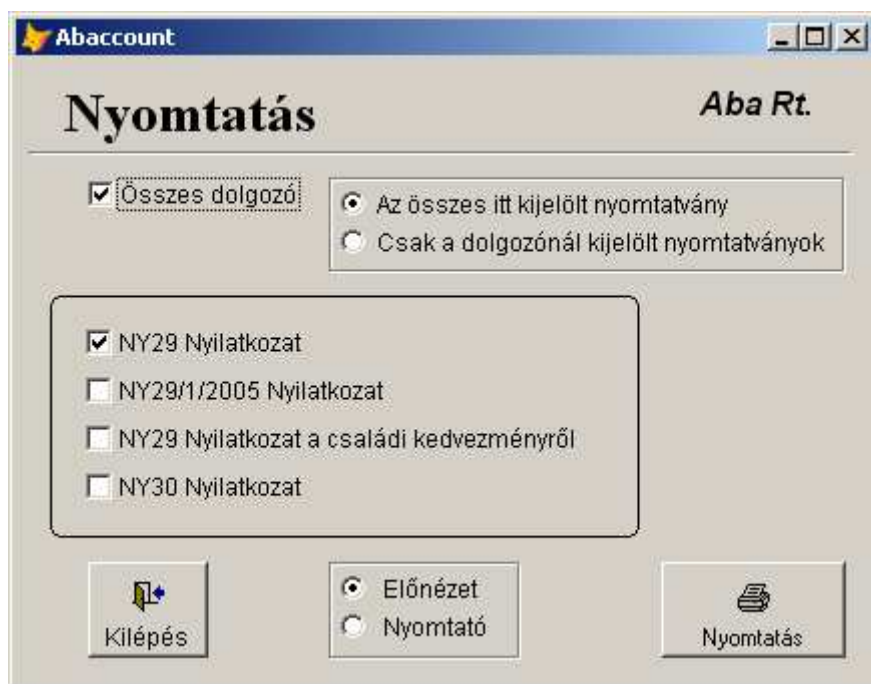 Abaccount
Nyomtatás
Aba Rt.
Összes dolgozó
Az összes itt kijelölt nyomtatvány
Csak a dolgozónál kijelölt nyomtatványok
NY29 Nyilatkozat
NY29/1/2005 Nyilatkozat
NY29 Nyilatkozat a családi kedvezményről
NY30 Nyilatkozat
Kilépés
Előnézet
Nyomtató
Nyomtatás